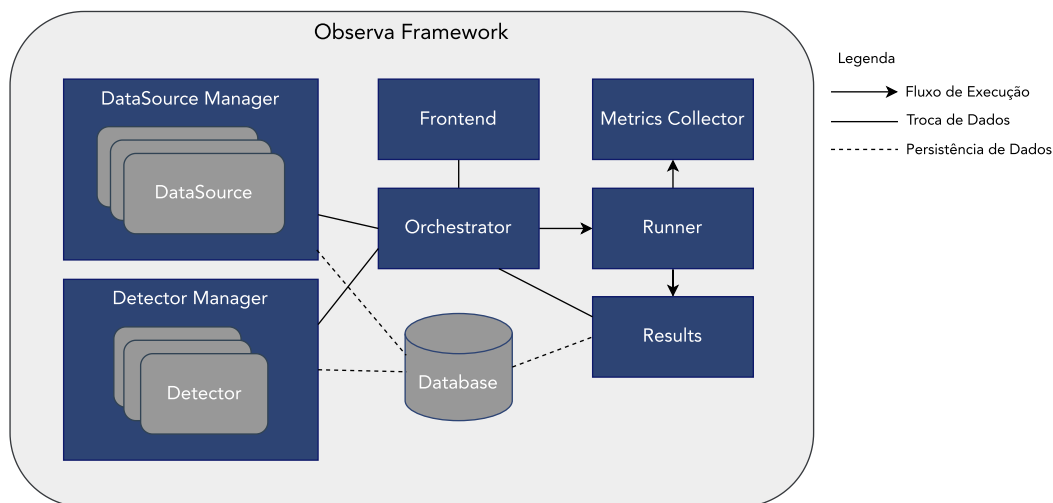 Observa Framework
DataSource Manager
DataSource
Detector Manager
Detector
Frontend
Orchestrator
Database
Metrics Collector
Runner
Results
Legenda
Fluxo de Execução
Troca de Dados
Persistência de Dados